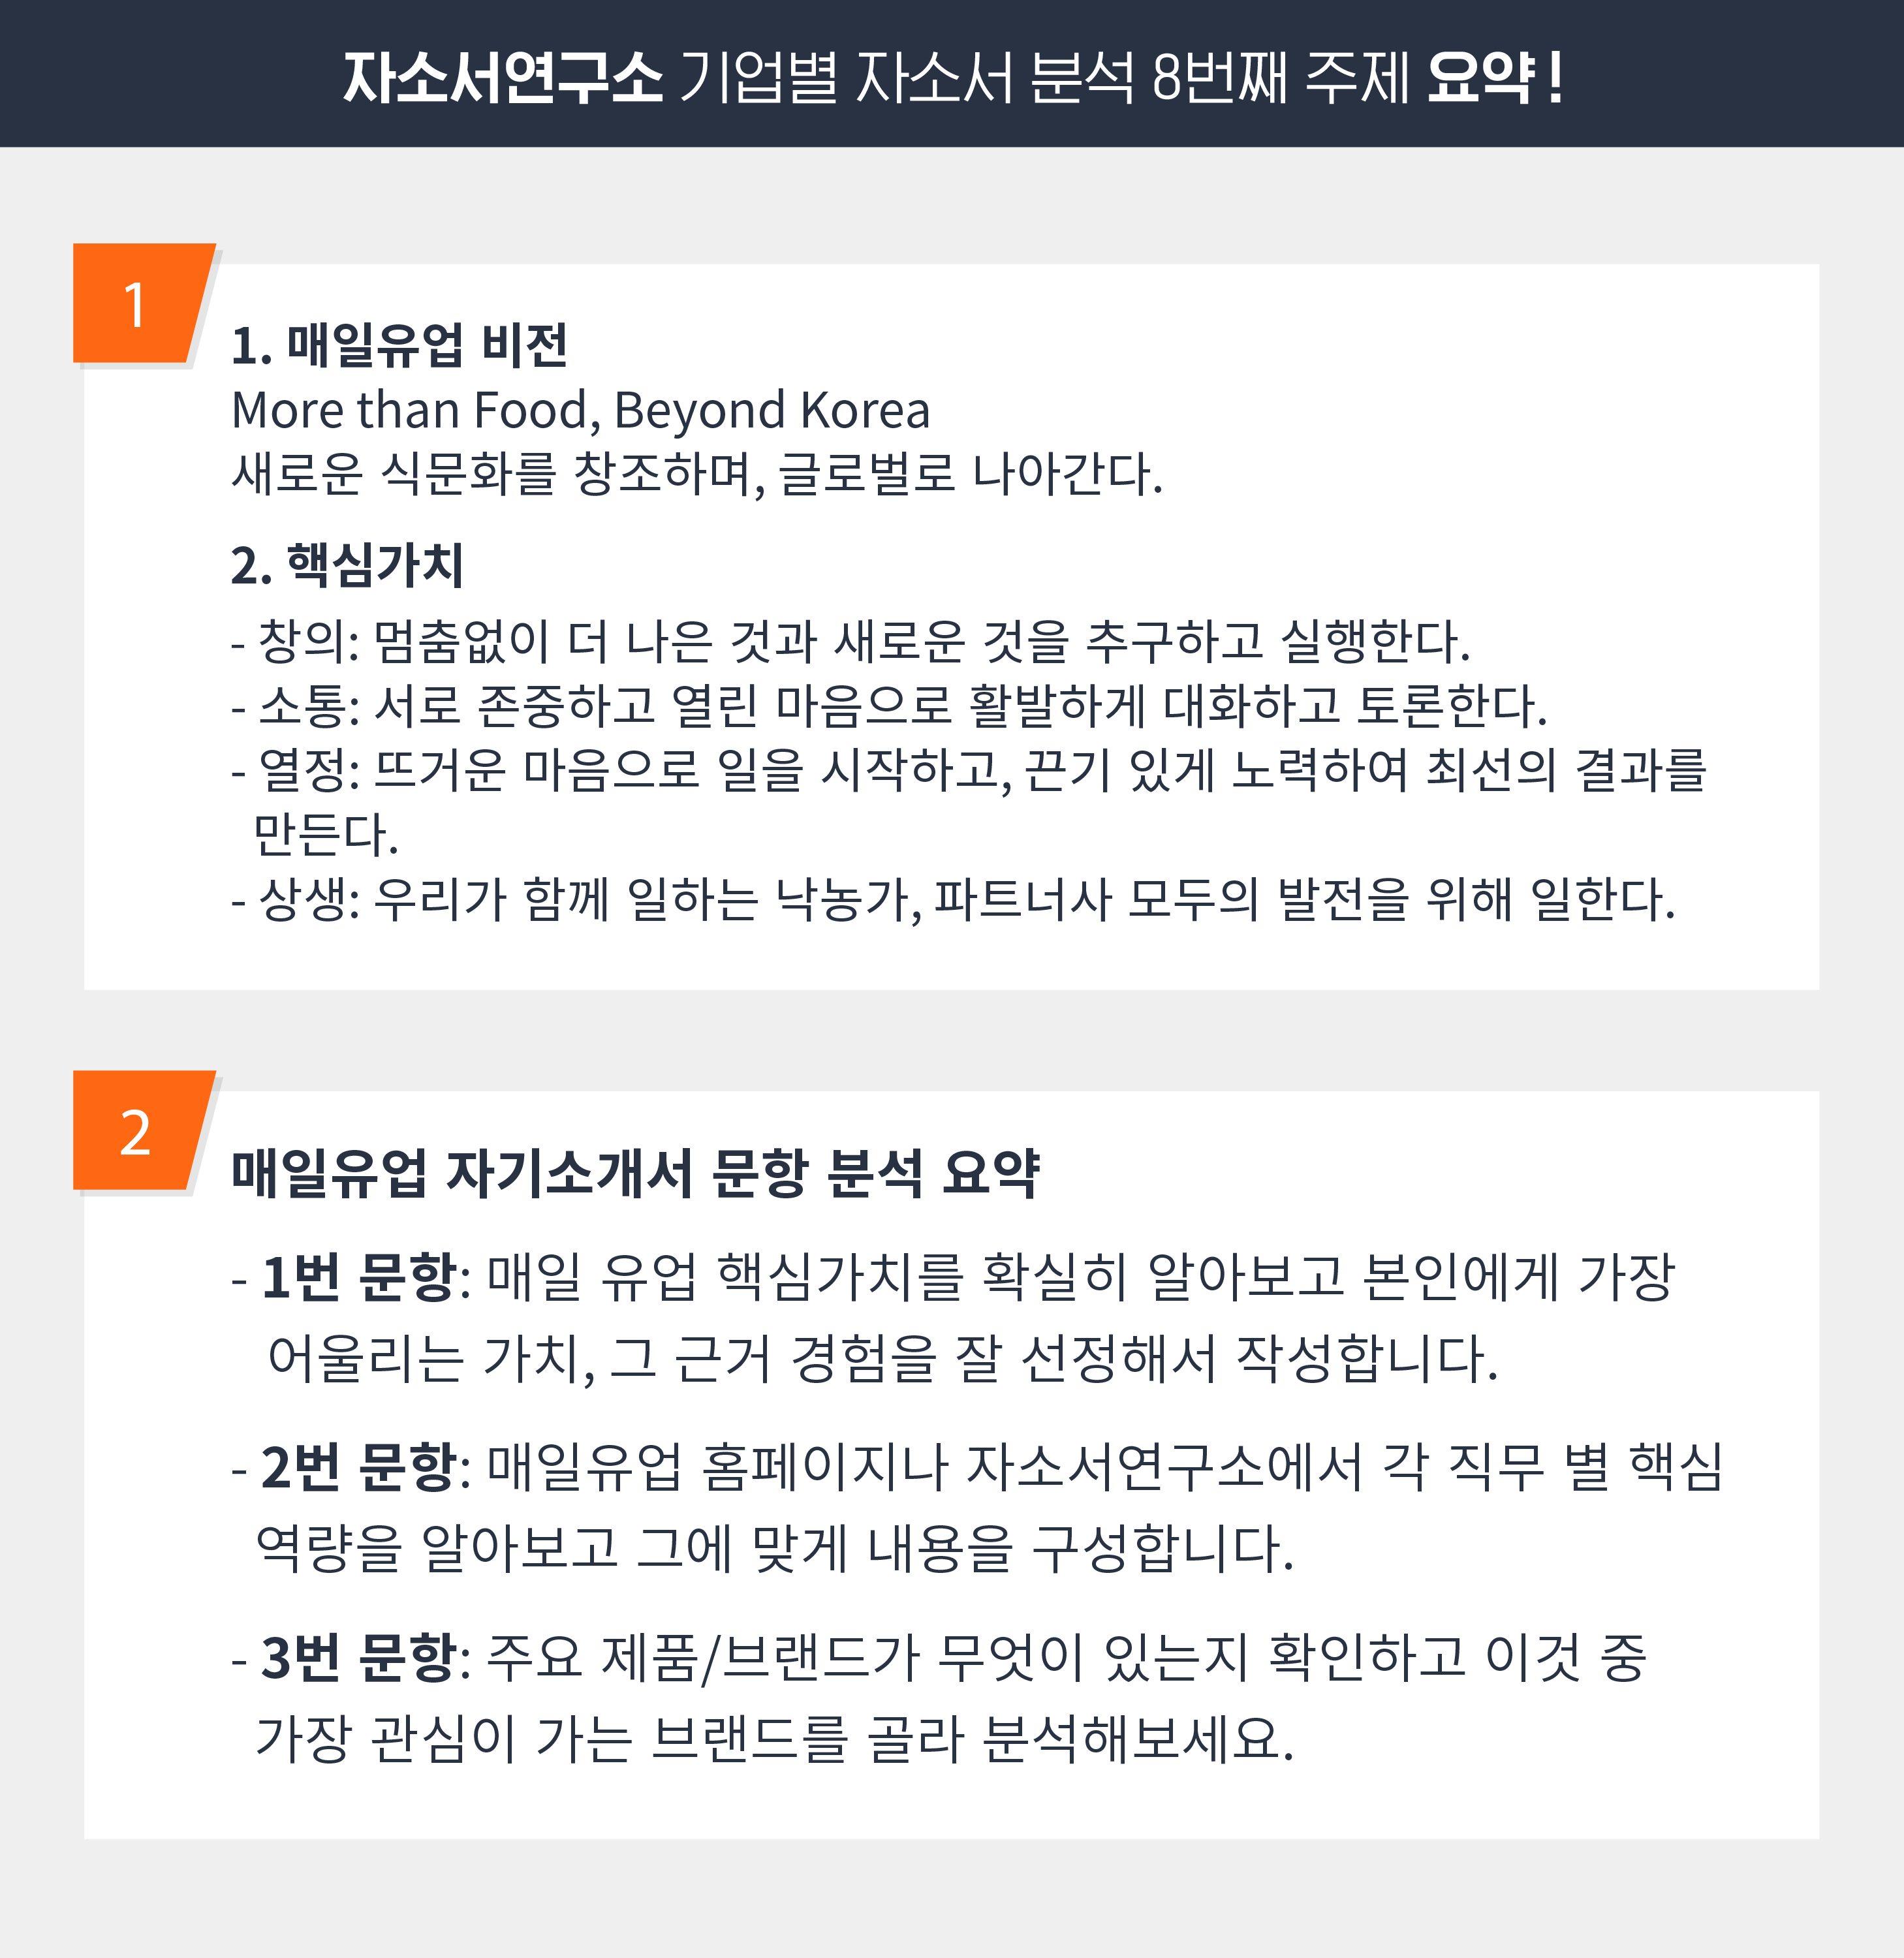 자소서연구소 기업별 자소서 분석 8번째 주제 요약!
1
1. 매일유업 비전
More than Food, Beyond Korea
새로운 식문화를 창조하며, 글로벌로 나아간다.
2. 핵심가치
- 창의: 멈춤없이 더 나은 것과 새로운 것을 추구하고 실행한다.
- 소통: 서로 존중하고 열린 마음으로 활발하게 대화하고 토론한다.
- 열정: 뜨거운 마음으로 일을 시작하고, 끈기 있게 노력하여 최선의 결과를
만든다.
- 상생: 우리가 함께 일하는 낙농가, 파트너사 모두의 발전을 위해 일한다.
2
매일유업 자기소개서 문항 분석 요약
- 1번 문항: 매일 유업 핵심가치를 확실히 알아보고 본인에게 가장
어울리는 가치, 그 근거 경험을 잘 선정해서 작성합니다.
- 2번 문항: 매일유업 홈페이지나 자소서연구소에서 각 직무 별 핵심
역량을 알아보고 그에 맞게 내용을 구성합니다.
- 3번 문항: 주요 제품/브랜드가 무엇이 있는지 확인하고 이것 중
가장 관심이 가는 브랜드를 골라 분석해보세요.